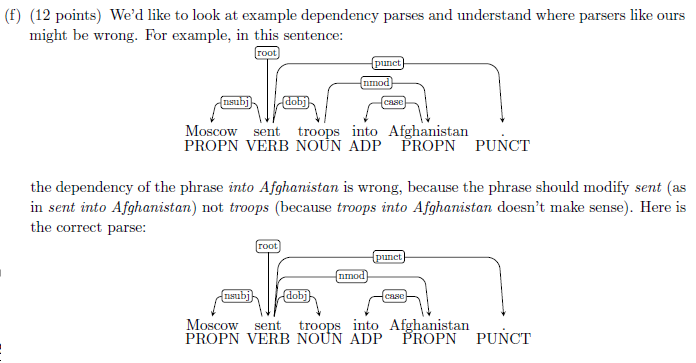 (f) (12 points) We'd like to look at example dependency parses and understand where parsers like ours
might be wrong. For example, in this sentence:
root
punct
nmod
nsubj dobj case
Moscow sent troops into Afghanistan .
PROPN VERB NOUN ADP PROPN PUNCT
the dependency of the phrase into Afghanistan is wrong, because the phrase should modify sent (as
in sent into Afghanistan) not troops (because troops into Afghanistan doesn't make sense). Here is
the correct parse:
root
punct
nmod
nsubj dobj case
Moscow sent troops into Afghanistan .
PROPN VERB NOUN ADP PROPN PUNCT